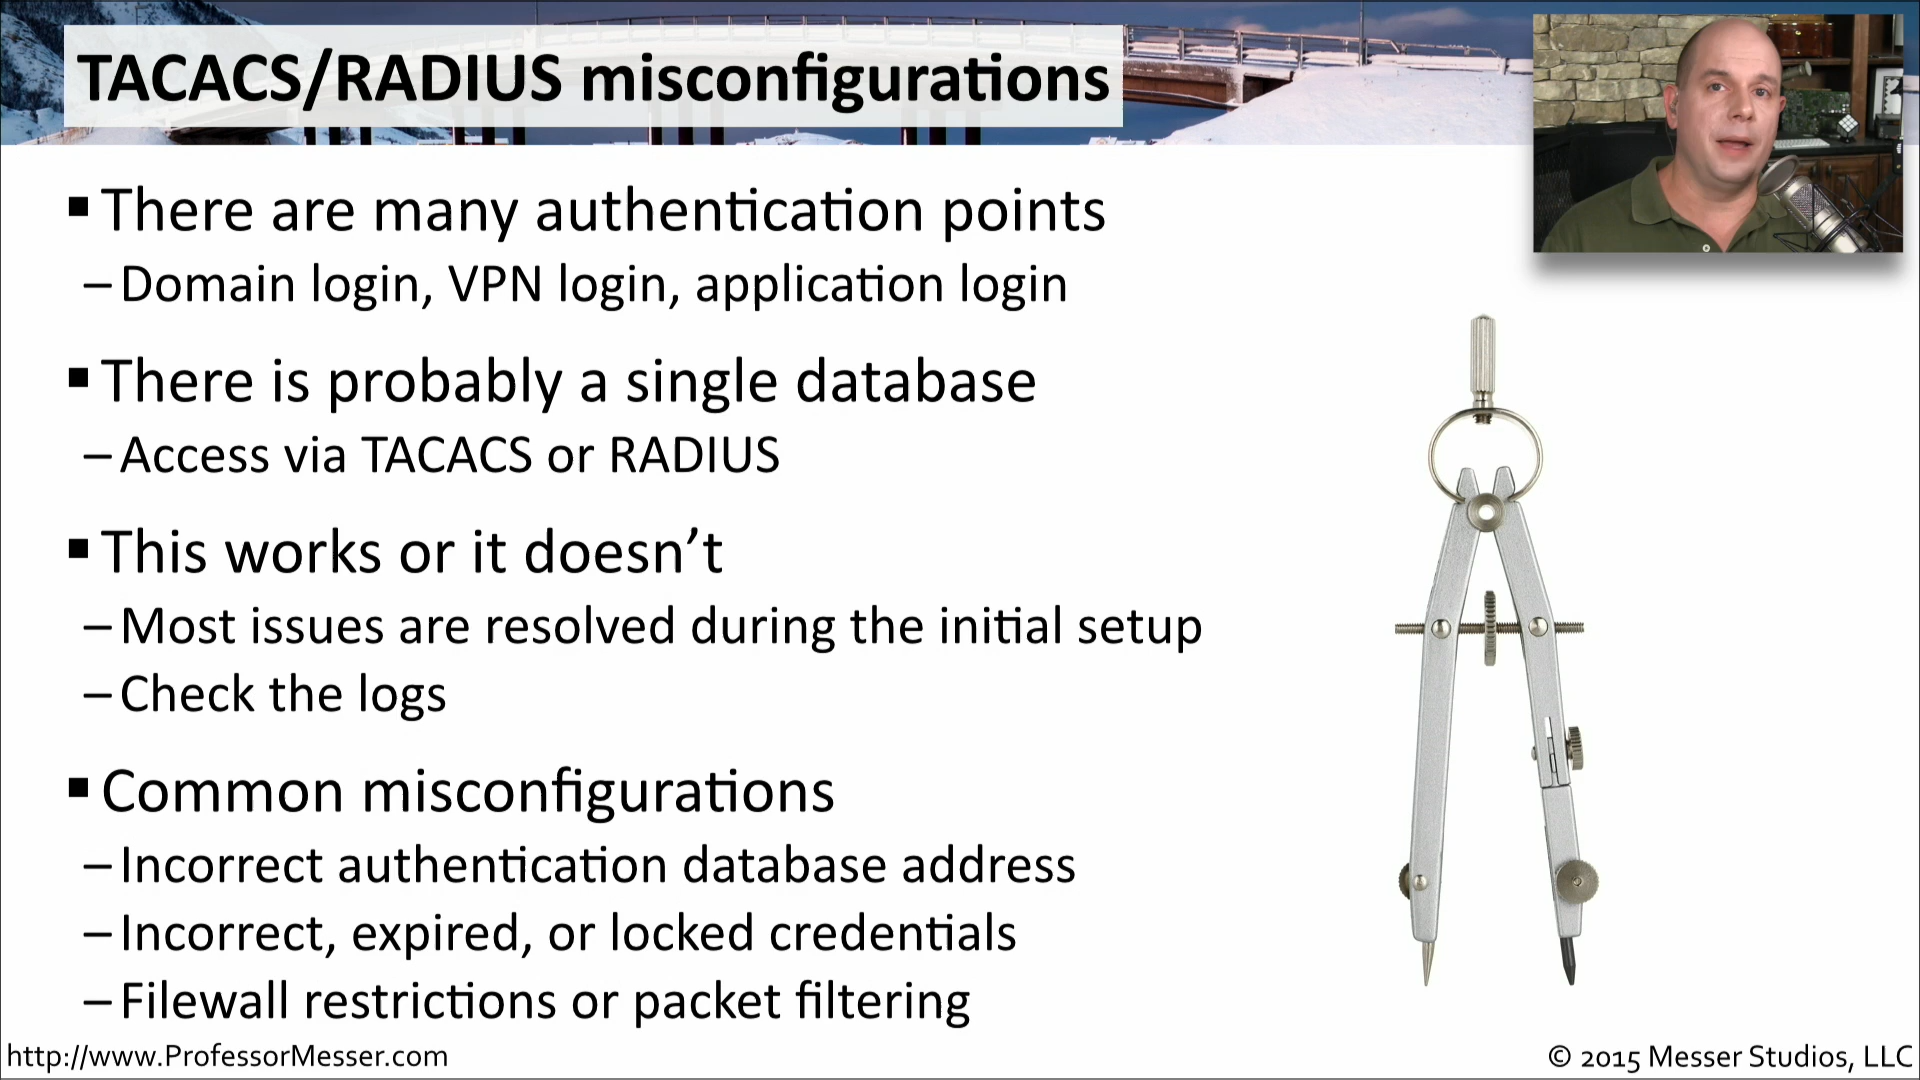 TACACS/RADIUS misconfigurations
▪ There are many authentication points
– Domain login, VPN login, application login
▪ There is probably a single database
– Access via TACACS or RADIUS
▪ This works or it doesn’t
– Most issues are resolved during the initial setup
– Check the logs
▪ Common misconfigurations
– Incorrect authentication database address
– Incorrect, expired, or locked credentials
– Filewall restrictions or packet filtering
http://www.ProfessorMesser.com
© 2015 Messer Studios, LLC